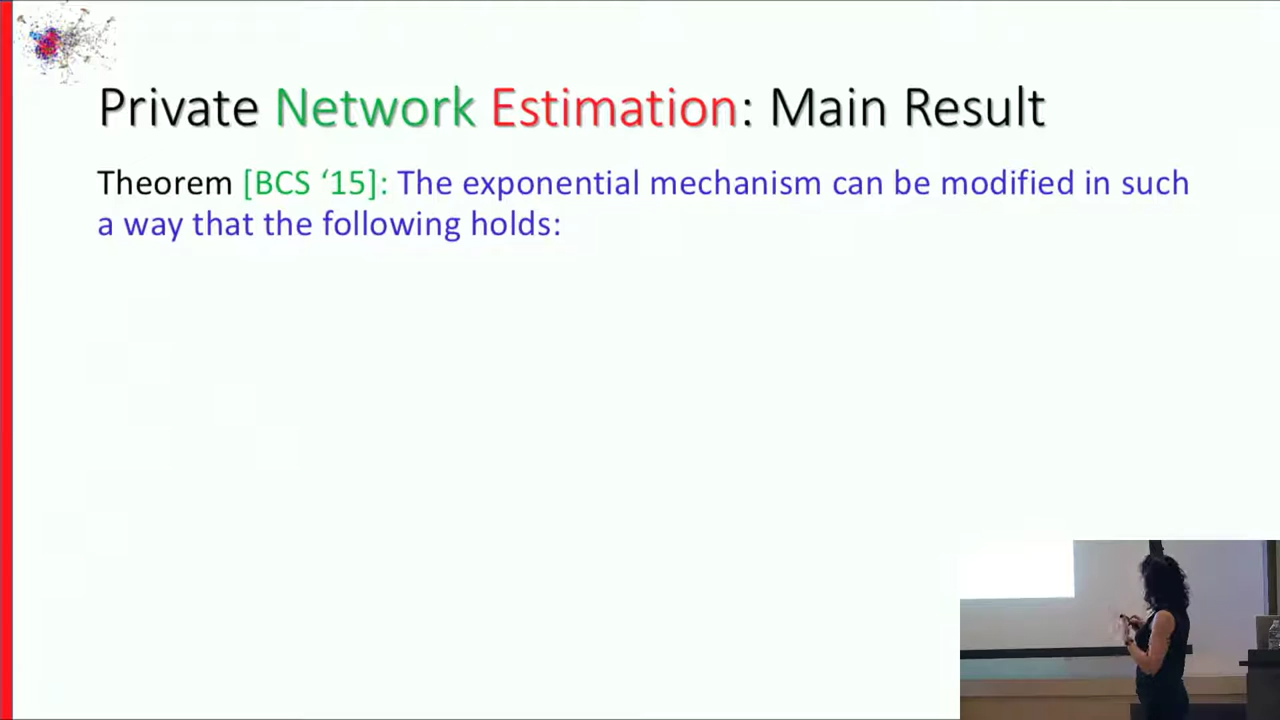 Private Network Estimation: Main Result
Theorem [BCS ‘15]: The exponential mechanism can be modified in such
a way that the following holds: